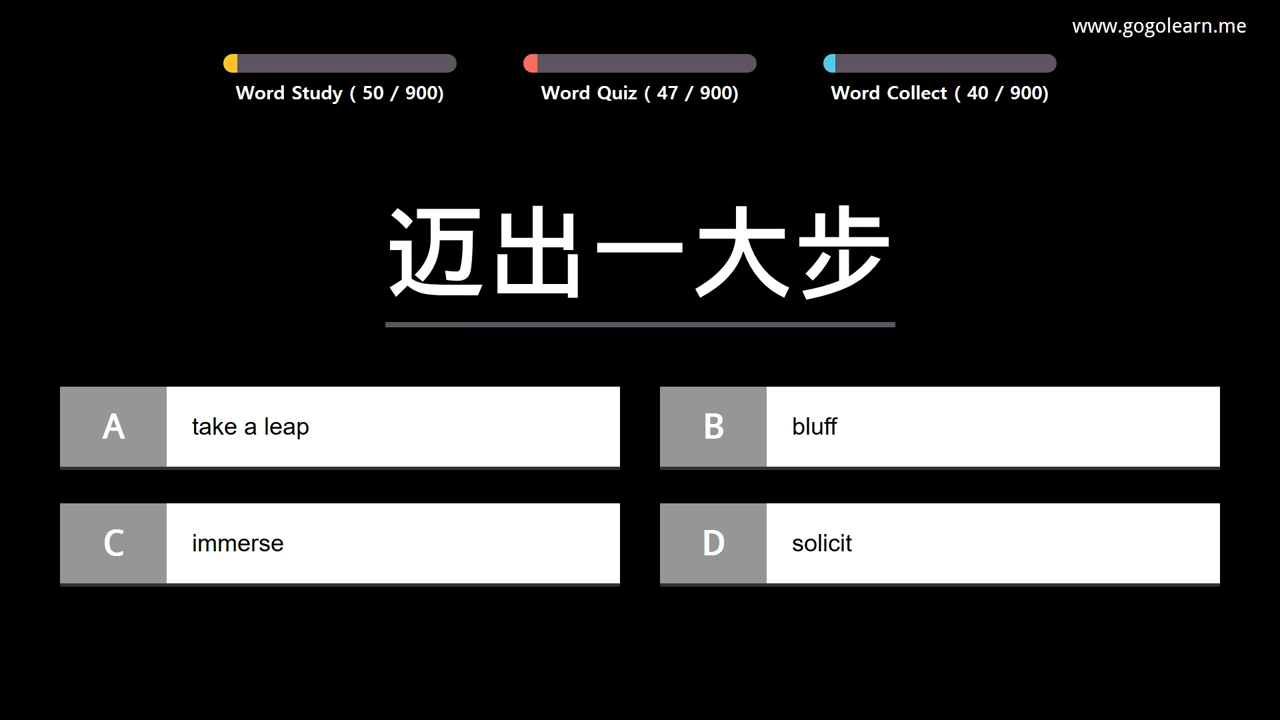 www.gogolearn.me
Word Study ( 50 / 900)
Word Quiz ( 47 / 900)
Word Collect ( 40 / 900)
迈出一大步
A take a leap
B bluff
C immerse
D solicit